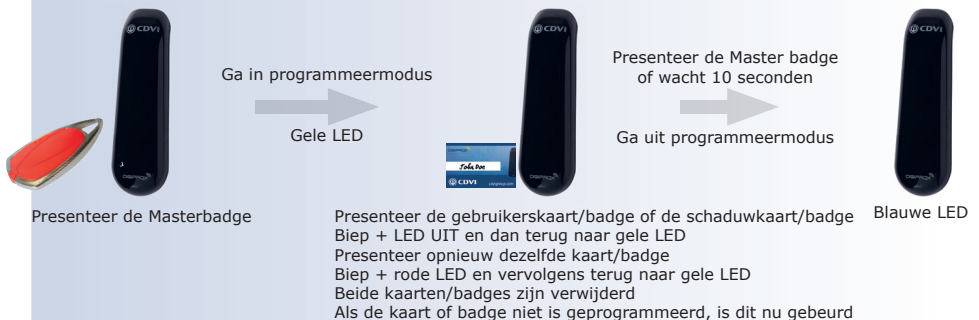 CDVI
Ga in programmeermodus
Gele LED
Presenteer de Masterbadge
CDVI
DIGIPROX
John Doe
CDVI
Presenteer de Master badge
of wacht 10 seconden
Ga uit programmeermodus
Presenteer de gebruikerskaart/badge of de schaduwkaart/badge
Biep + LED UIT en dan terug naar gele LED
Presenteer opnieuw dezelfde kaart/badge
Biep + rode LED en vervolgens terug naar gele LED
Beide kaarten/badges zijn verwijderd
Als de kaart of badge niet is geprogrammeerd, is dit nu gebeurd
CDVI
DIGIPROX
Blauwe LED